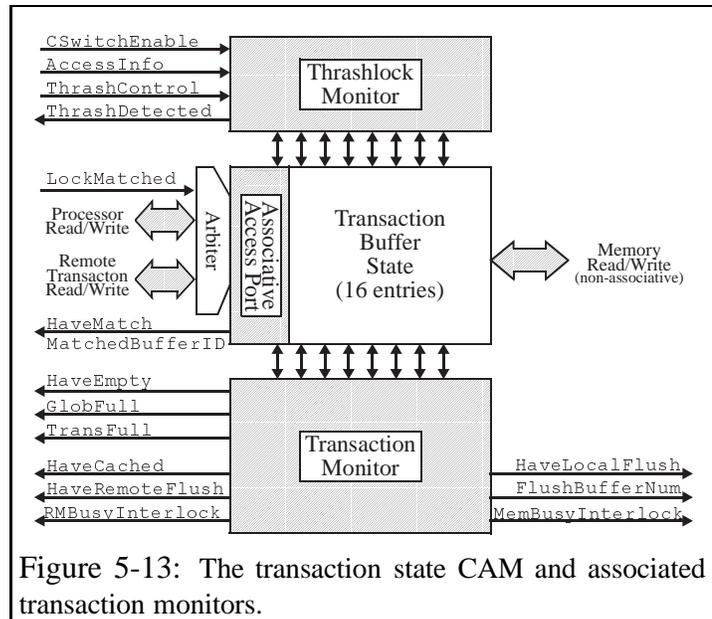 CSwitchEnable
AccessInfo
ThrashControl
ThrashDetected
Thrashlock
Monitor
LockMatched
Processor
Read/Write
Remote
Transacton
Read/Write
Arbiter
Associative
Access Port
Transaction
Buffer
State
(16 entries)
Memory
Read/Write
(non-associative)
HaveMatch
MatchedBufferID
HaveEmpty
GlobFull
TransFull
HaveCached
HaveRemoteFlush
RMBusyInterlock
Transaction
Monitor
HaveLocalFlush
FlushBufferNum
MemBusyInterlock
Figure 5-13: The transaction state CAM and associated
transaction monitors.